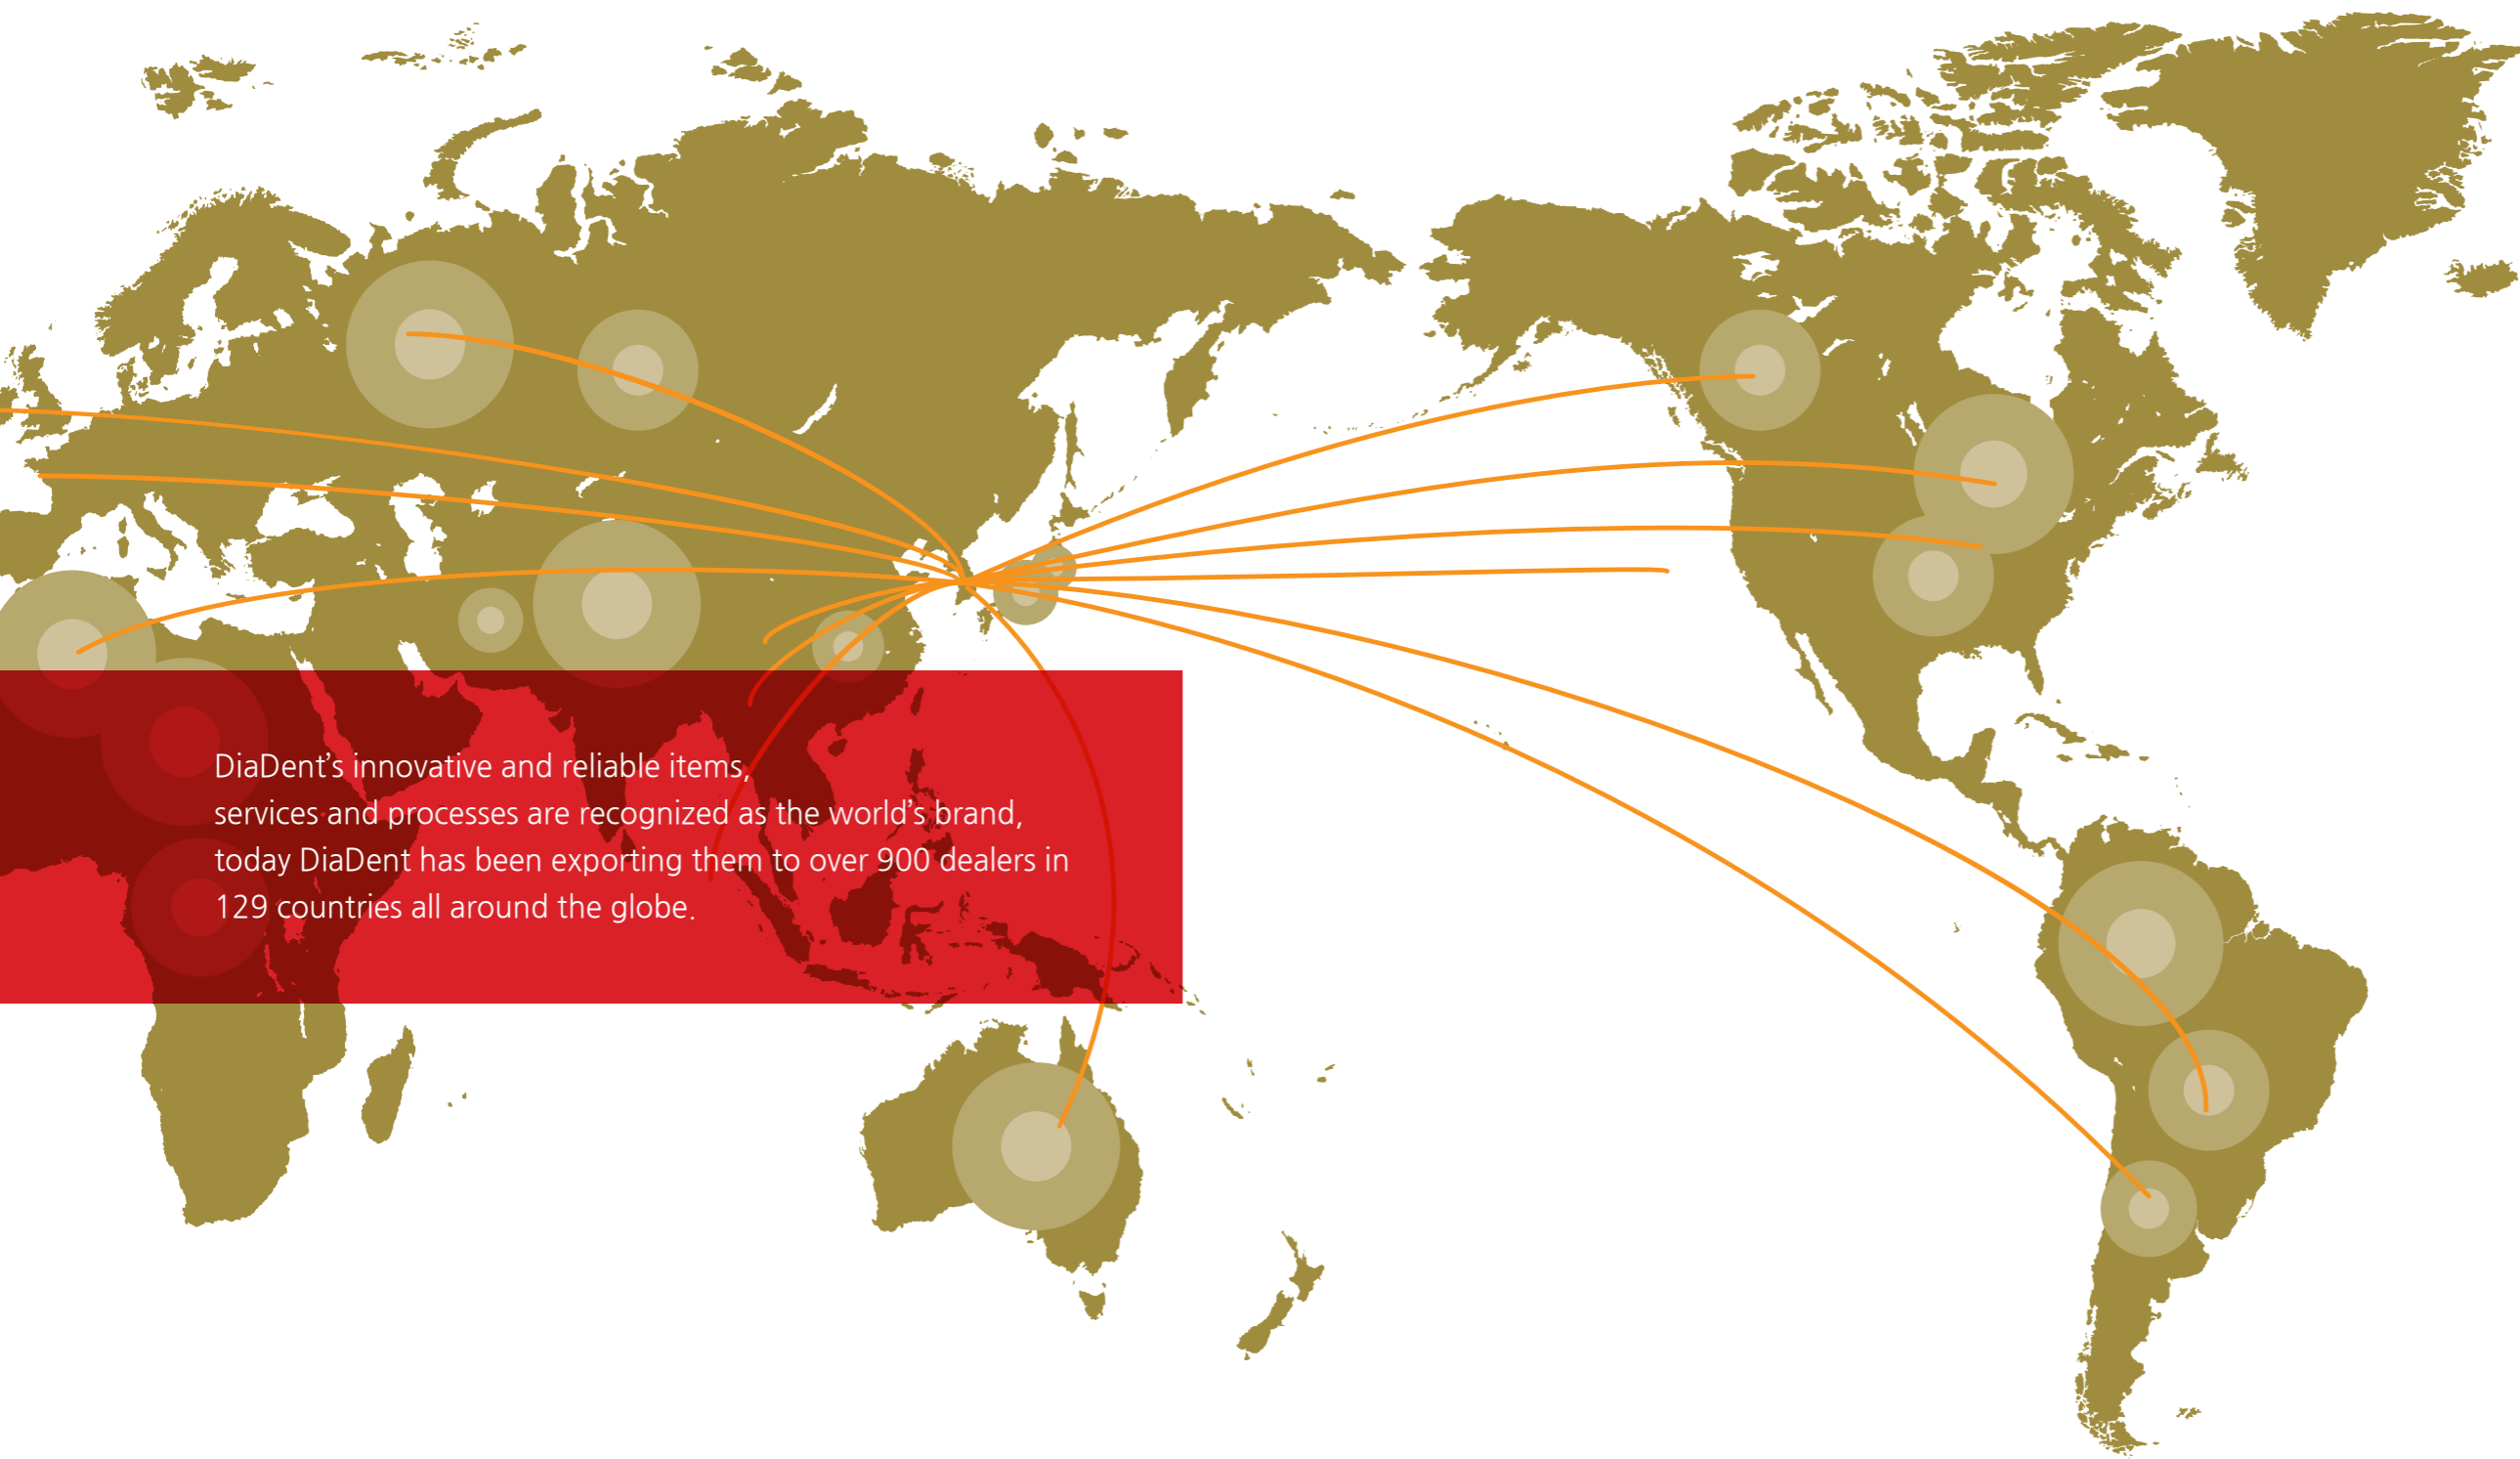 DiaDent’s innovative and reliable items,
services and processes are recognized as the world’s brand,
today DiaDent has been exporting them to over 900 dealers in
129 countries all around the globe.